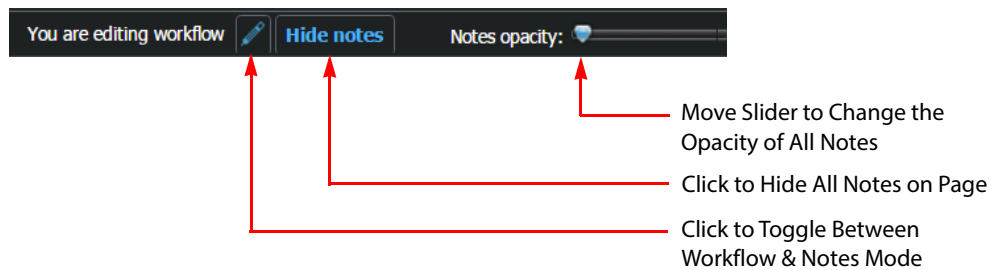 You are editing workflow Hide notes Notes opacity:
Move Slider to Change the
Opacity of All Notes
Click to Hide All Notes on Page
Click to Toggle Between
Workflow & Notes Mode